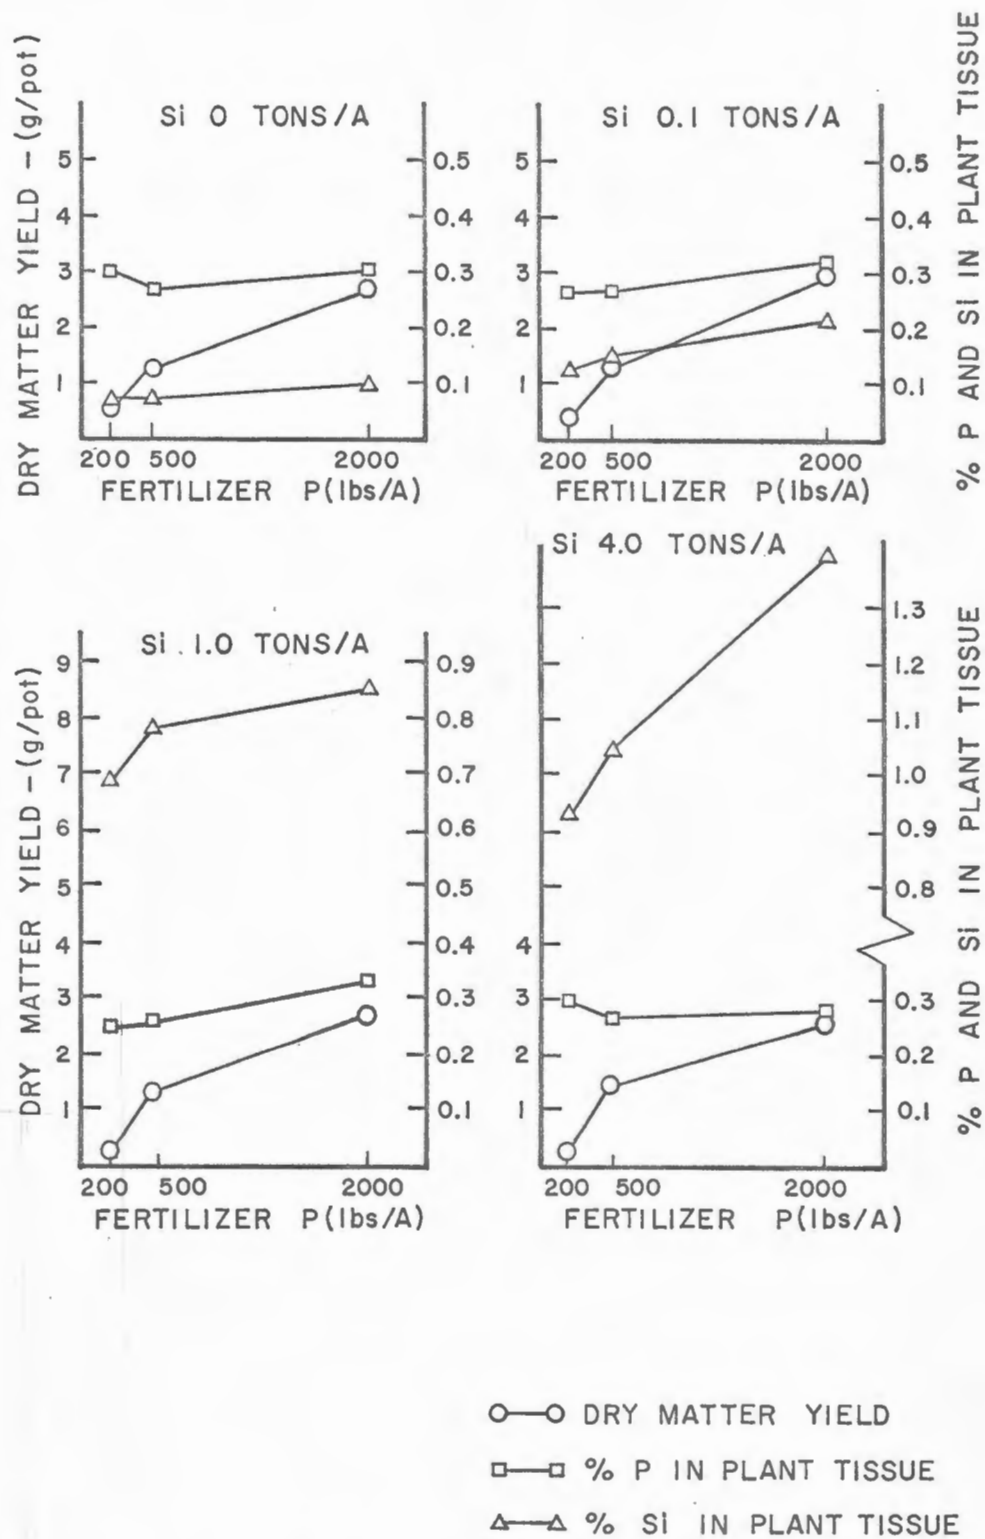 DRY MATTER YIELD – (g/pot)
Si 0 TONS/A
5
4
3
2
1
0.5
0.4
0.3
0.2
0.1
200 500 2000
FERTILIZER P(lbs/A)
Si 0.1 TONS/A
5
4
3
2
1
0.5
0.4
0.3
0.2
0.1
200 500 2000
FERTILIZER P(lbs/A)
% P AND Si IN PLANT TISSUE
DRY MATTER YIELD – (g/pot)
Si 1.0 TONS/A
9
8
7
6
5
4
3
2
1
0.9
0.8
0.7
0.6
0.5
0.4
0.3
0.2
0.1
200 500 2000
FERTILIZER P(lbs/A)
Si 4.0 TONS/A
4
3
2
1
1.3
1.2
1.1
1.0
0.9
0.8
0.3
0.2
0.1
200 500 2000
FERTILIZER P(lbs/A)
% P AND Si IN PLANT TISSUE
DRY MATTER YIELD
% P IN PLANT TISSUE
% Si IN PLANT TISSUE